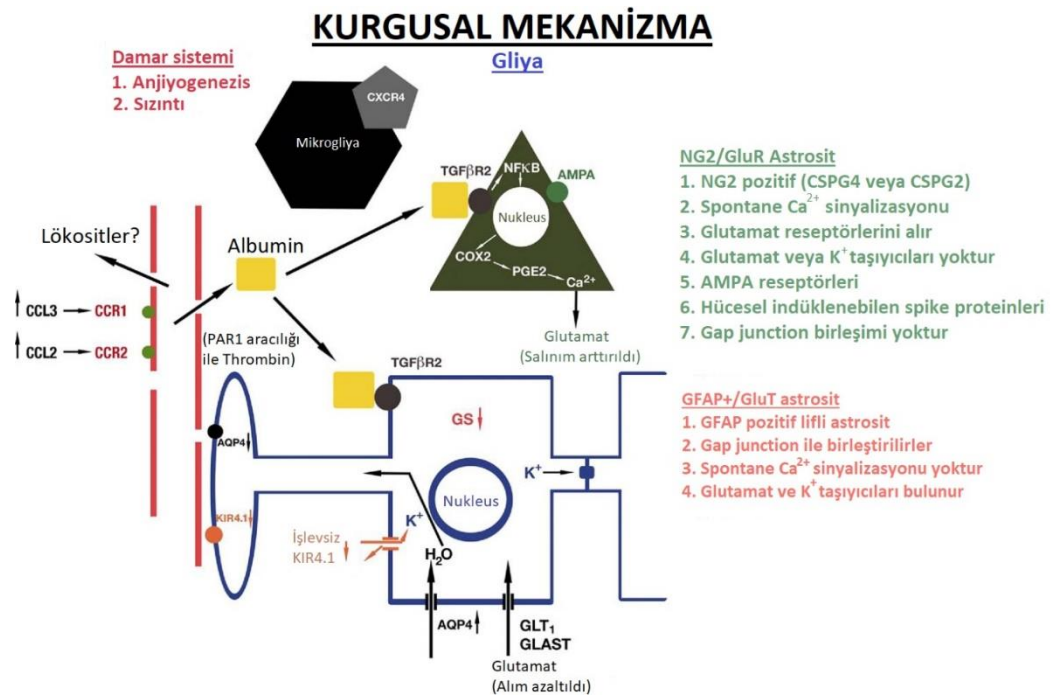 KURGUSAL MEKANİZMA
Gliya
Damar sistemi
1. Anjiyogenezis
2. Sızıntı
CXCR4
Mikrogliya
TGFβR2
NFKB
AMPA
Nukleus
COX2
PGE2
Ca²⁺
Glutamat
(Salınım arttırıldı)
NG2/GluR Astrosit
1. NG2 pozitif (CSPG4 veya CSPG2)
2. Spontane Ca²⁺ sinyalizasyonu
3. Glutamat reseptörlerini alır
4. Glutamat veya K⁺ taşıyıcıları yoktur
5. AMPA reseptörleri
6. Hücesel indüklenebilen spike proteinleri
7. Gap junction birleşimi yoktur
Lökositler?
Albumin
CCL3 CCR1
CCL2 CCR2
(PAR1 aracılığı
ile Thrombin)
TGFβR2
GS
AQP4
K⁺
Nukleus
KIR4.1
İşlevsiz
KIR4.1
K⁺
H₂O
AQP4
GLT₁
GLAST
Glutamat
(Alım azaltıldı)
GFAP+/GluT astrosit
1. GFAP pozitif lifli astrosit
2. Gap junction ile birleştirilirler
3. Spontane Ca²⁺ sinyalizasyonu yoktur
4. Glutamat ve K⁺ taşıyıcıları bulunur